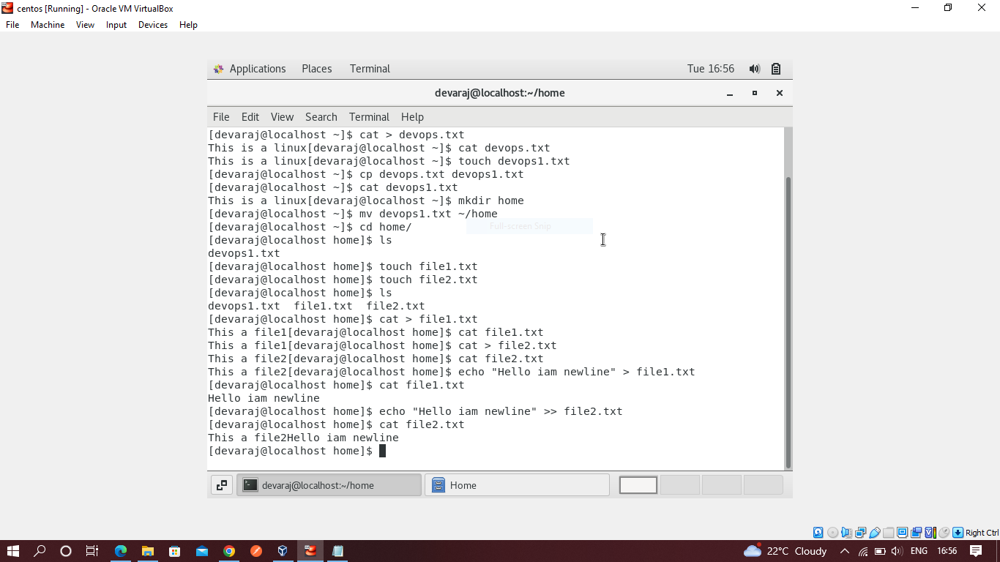 centos [Running] - Oracle VM VirtualBox
File Machine View Input Devices Help
Applications Places Terminal Tue 16:56
devaraj@localhost:~/home
File Edit View Search Terminal Help
[devaraj@localhost ~]$ cat > devops.txt
This is a linux[devaraj@localhost ~]$ cat devops.txt
This is a linux[devaraj@localhost ~]$ touch devops1.txt
[devaraj@localhost ~]$ cp devops.txt devops1.txt
[devaraj@localhost ~]$ cat devops1.txt
This is a linux[devaraj@localhost ~]$ mkdir home
[devaraj@localhost ~]$ mv devops1.txt ~/home
[devaraj@localhost ~]$ cd home/
Full-screen Snip
[devaraj@localhost home]$ ls
devops1.txt
[devaraj@localhost home]$ touch file1.txt
[devaraj@localhost home]$ touch file2.txt
[devaraj@localhost home]$ ls
devops1.txt  file1.txt  file2.txt
[devaraj@localhost home]$ cat > file1.txt
This a file1[devaraj@localhost home]$ cat file1.txt
This a file1[devaraj@localhost home]$ cat > file2.txt
This a file2[devaraj@localhost home]$ cat file2.txt
This a file2[devaraj@localhost home]$ echo "Hello iam newline" > file1.txt
[devaraj@localhost home]$ cat file1.txt
Hello iam newline
[devaraj@localhost home]$ echo "Hello iam newline" >> file2.txt
[devaraj@localhost home]$ cat file2.txt
This a file2Hello iam newline
[devaraj@localhost home]$
devaraj@localhost:~/home Home
Right Ctrl
22°C Cloudy ENG 16:56